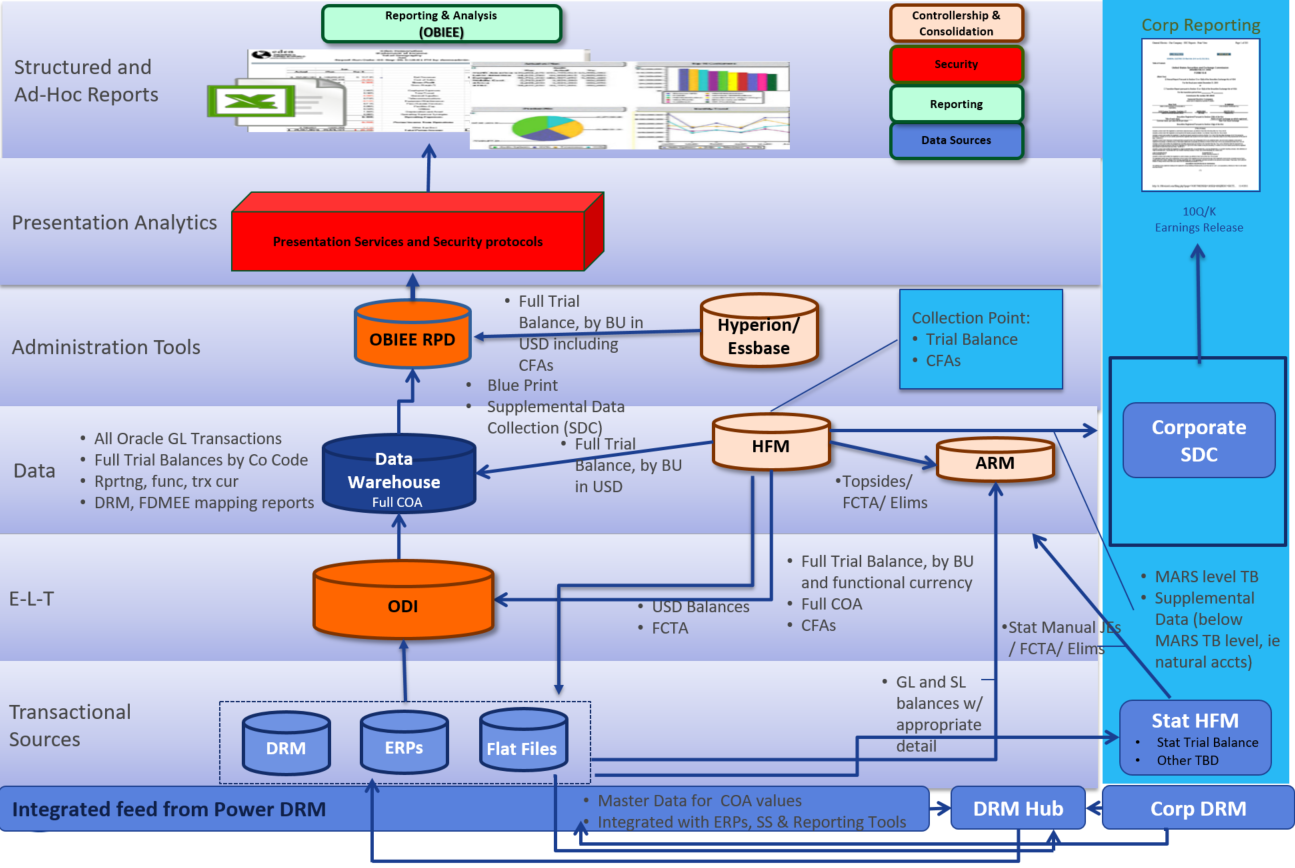 Reporting & Analysis
(OBIEE)
Controllership &
Consolidation
Security
Reporting
Data Sources
Corp Reporting
10Q/K
Earnings Release
Structured and
Ad-Hoc Reports
Presentation Analytics
Presentation Services and Security protocols
Administration Tools
OBIEE RPD
• Full Trial
Balance, by BU in
USD including
CFAs
• Blue Print
• Supplemental Data
Collection (SDC)
Hyperion/
Essbase
Collection Point:
• Trial Balance
• CFAs
Data
• All Oracle GL Transactions
• Full Trial Balances by Co Code
• Rprtng, func, trx cur
• DRM, FDMEE mapping reports
Data
Warehouse
Full COA
• Full Trial
Balance, by BU
in USD
HFM
•Topsides/
FCTA/ Elims
ARM
Corporate
SDC
E-L-T
ODI
• USD Balances
• FCTA
• Full Trial Balance, by BU
and functional currency
• Full COA
• CFAs
•Stat Manual JEs
/ FCTA/ Elims
• MARS level TB
• Supplemental
Data (below
MARS TB level, ie
natural accts)
Transactional
Sources
DRM
ERPs
Flat Files
• GL and SL
balances w/
appropriate
detail
Stat HFM
• Stat Trial Balance
• Other TBD
Integrated feed from Power DRM
• Master Data for COA values
• Integrated with ERPs, SS & Reporting Tools
DRM Hub
Corp DRM